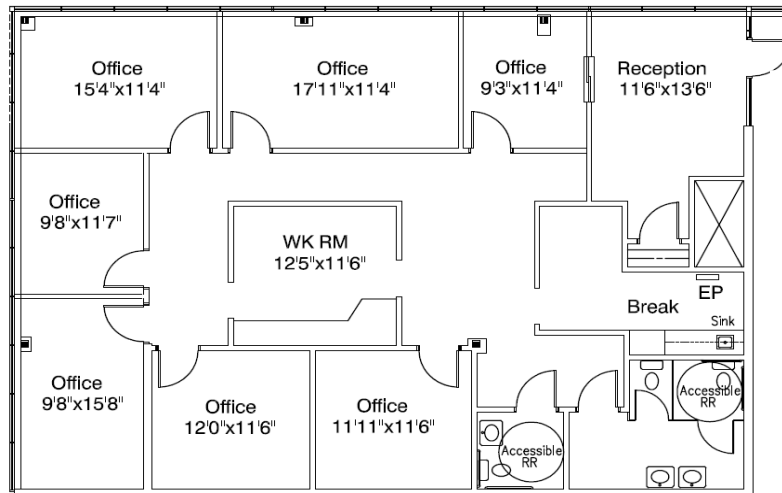 Office
15'4"x11'4"
Office
17'11"x11'4"
Office
9'3"x11'4"
Reception
11'6"x13'6"
Office
9'8"x11'7"
WK RM
12'5"x11'6"
EP
Break
Sink
Office
9'8"x15'8"
Office
12'0"x11'6"
Office
11'11"x11'6"
Accessible
RR
Accessible
RR